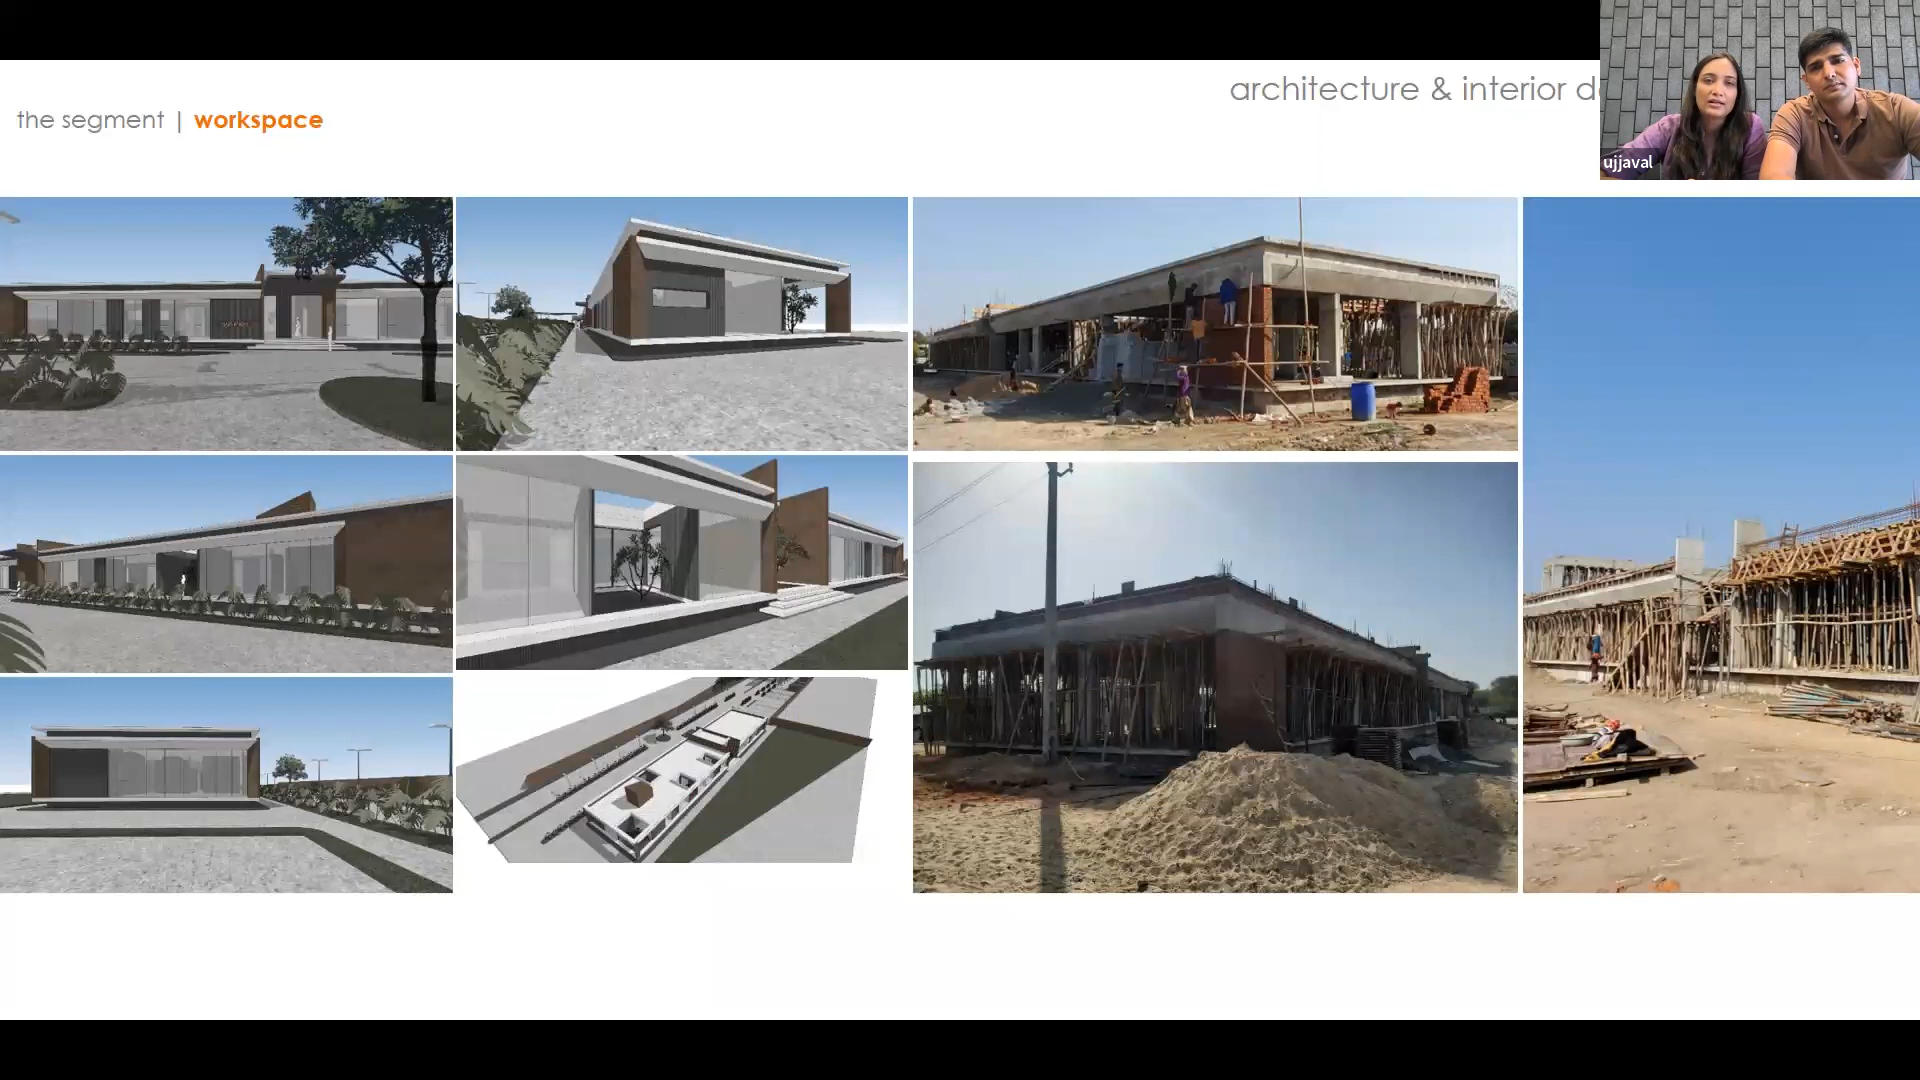 architecture & interior d
the segment | workspace
ujjaval